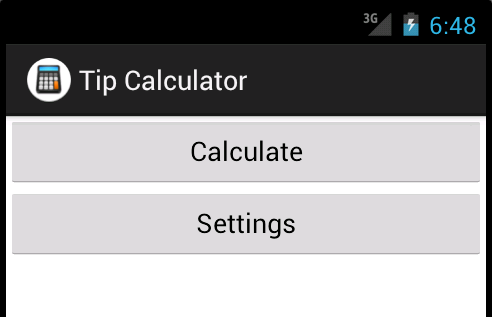 3G 6:48
Tip Calculator
Calculate
Settings